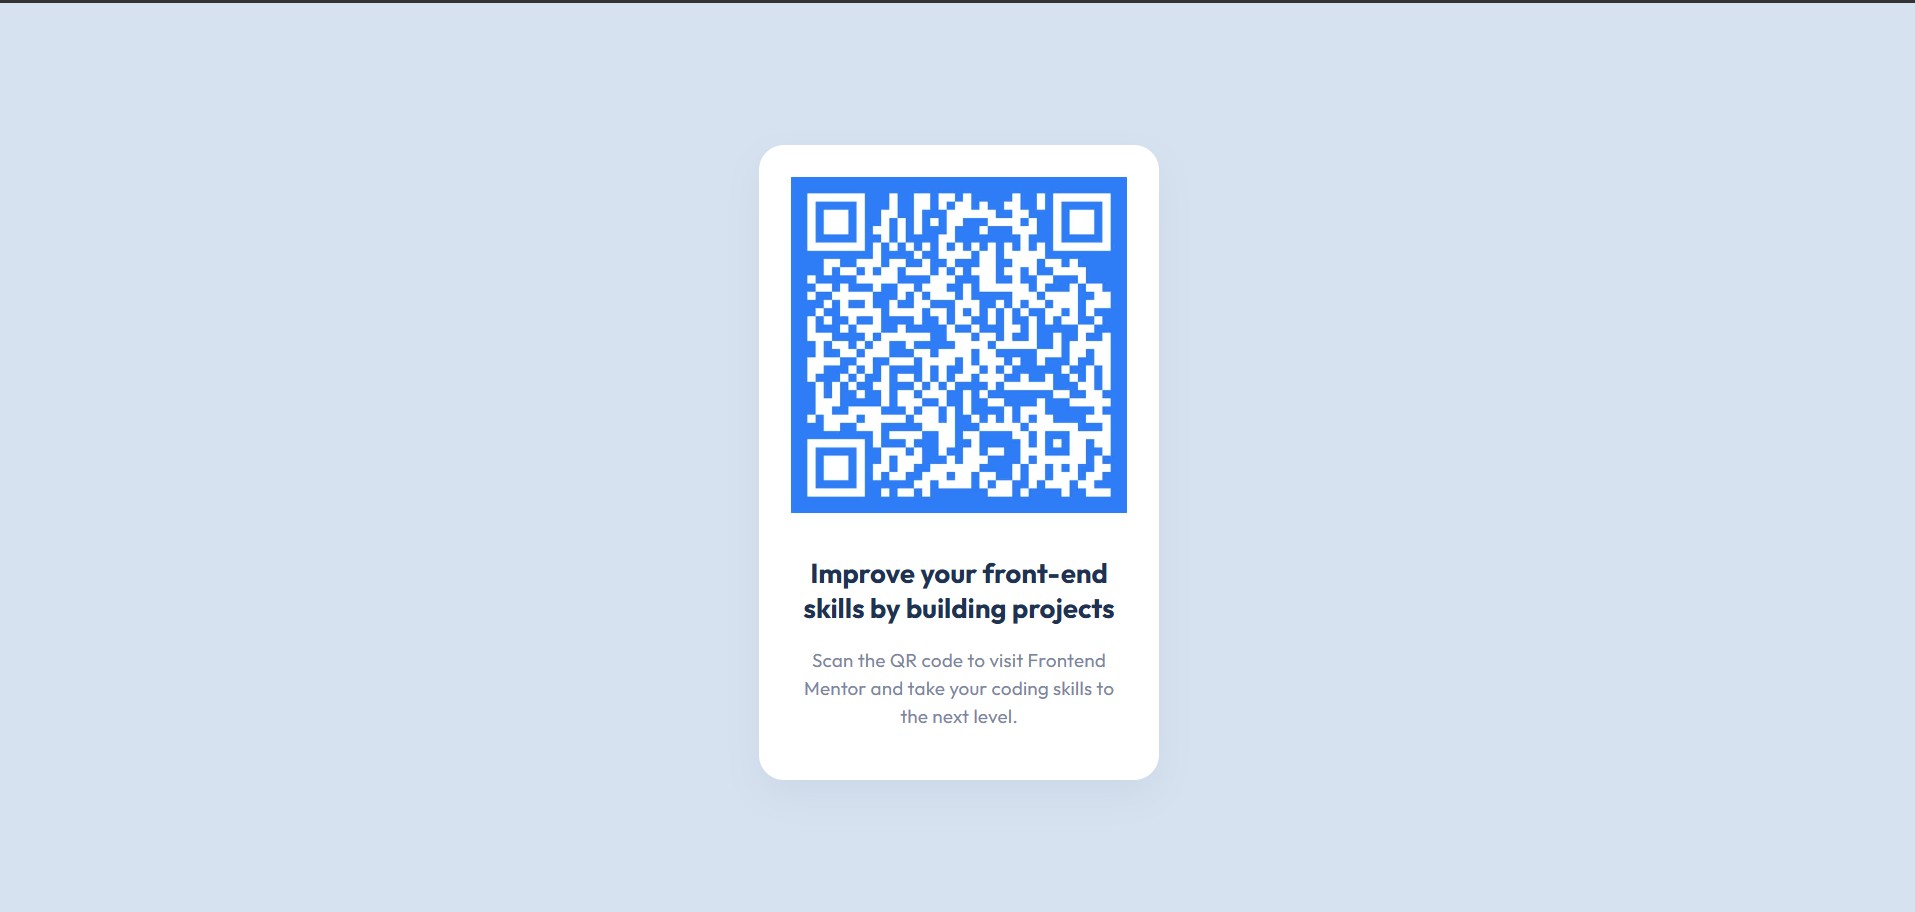 Improve your front-end
skills by building projects
Scan the QR code to visit Frontend
Mentor and take your coding skills to
the next level.